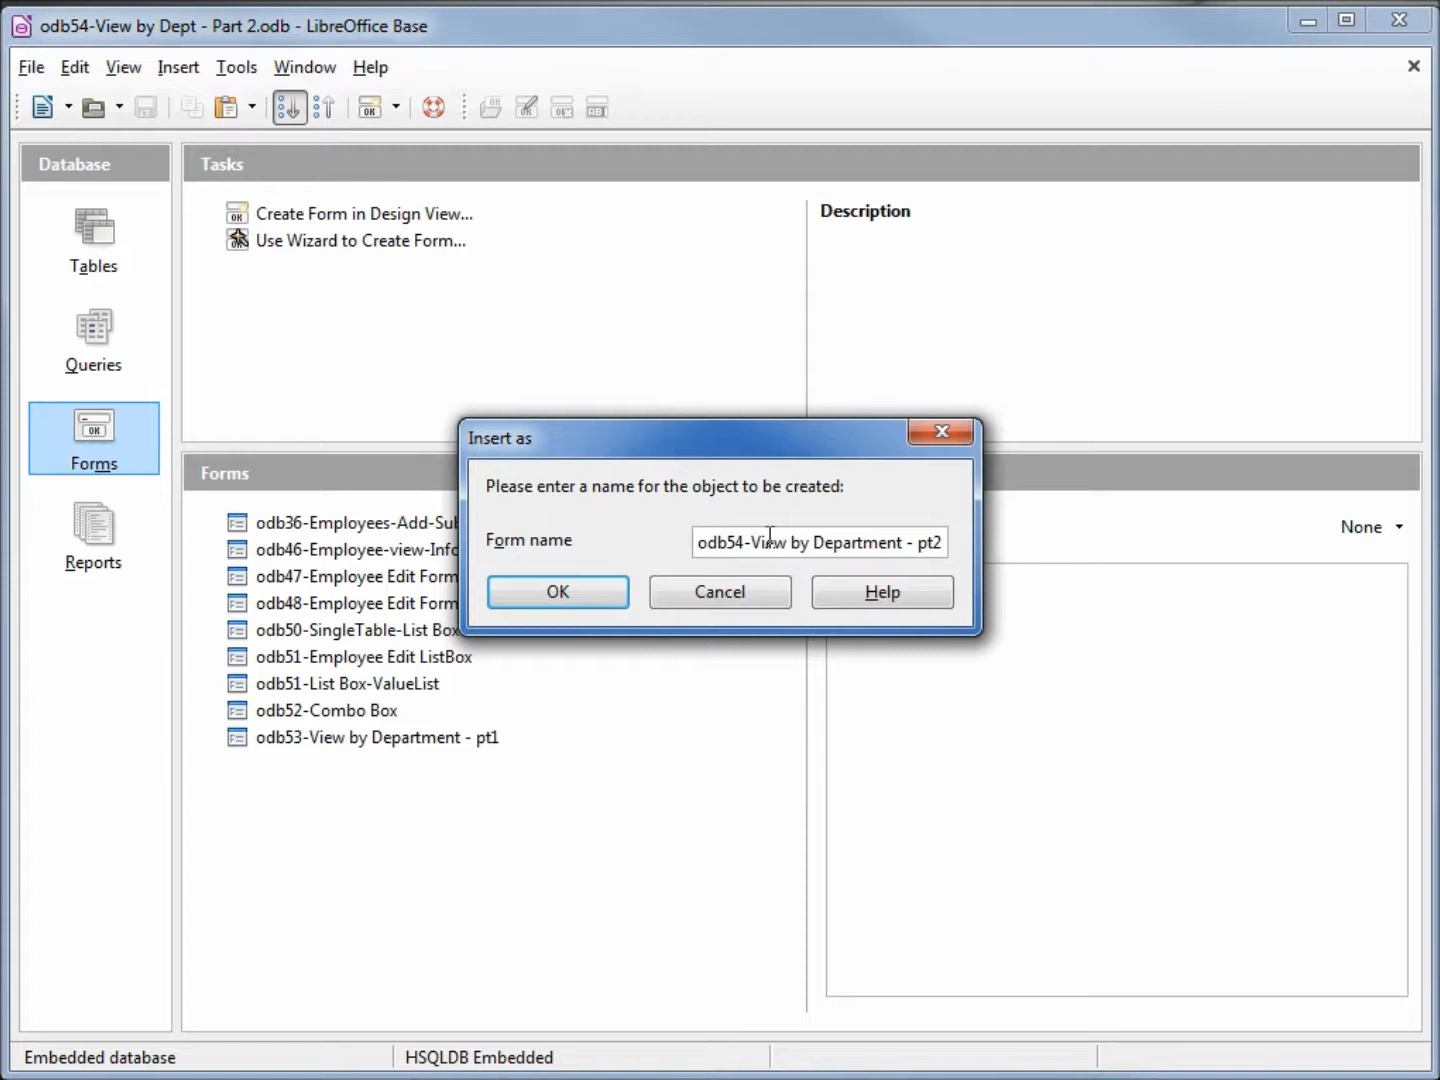 odb54-View by Dept - Part 2.odb - LibreOffice Base
File Edit View Insert Tools Window Help
Database
Tasks
Create Form in Design View...
Use Wizard to Create Form...
Description
Tables
Queries
Forms
Reports
Insert as
Please enter a name for the object to be created:
Form name
odb54-View by Department - pt2
OK Cancel Help
Forms
None
odb36-Employees-Add-Sub
odb46-Employee-view-Info
odb47-Employee Edit Form
odb48-Employee Edit Form
odb50-SingleTable-List Box
odb51-Employee Edit ListBox
odb51-List Box-ValueList
odb52-Combo Box
odb53-View by Department - pt1
Embedded database HSQLDB Embedded